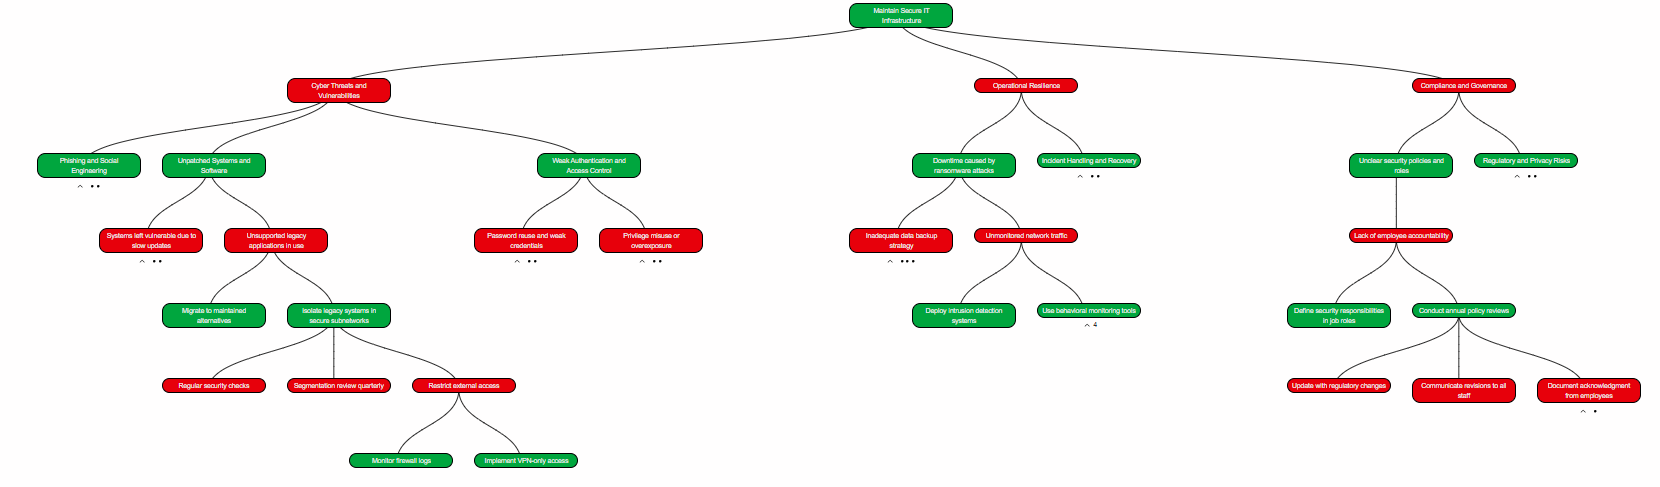 Maintain Secure IT
Infrastructure
Cyber Threats and
Vulnerabilities
Operational Resilience
Compliance and Governance
Phishing and Social
Engineering
Unpatched Systems and
Software
Weak Authentication and
Access Control
Downtime caused by
ransomware attacks
Incident Handling and Recovery
Unclear security policies and
roles
Regulatory and Privacy Risks
Systems left vulnerable due to
slow updates
Unsupported legacy
applications in use
Password reuse and weak
credentials
Privilege misuse or
overexposure
Inadequate data backup
strategy
Unmonitored network traffic
Lack of employee accountability
Migrate to maintained
alternatives
Isolate legacy systems in
secure subnetworks
Deploy intrusion detection
systems
Use behavioral monitoring tools
4
Define security responsibilities
in job roles
Conduct annual policy reviews
Regular security checks
Segmentation review quarterly
Restrict external access
Update with regulatory changes
Communicate revisions to all
staff
Document acknowledgment
from employees
Monitor firewall logs
Implement VPN-only access